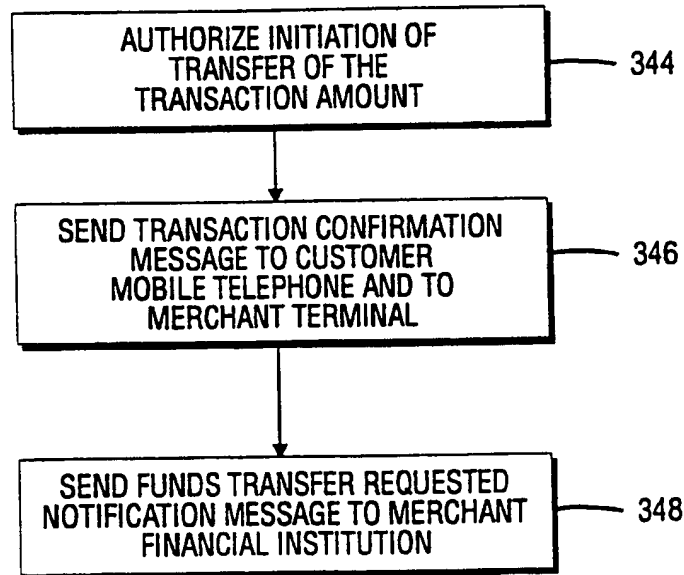 AUTHORIZE INITIATION OF
TRANSFER OF THE
TRANSACTION AMOUNT
344
SEND TRANSACTION CONFIRMATION
MESSAGE TO CUSTOMER
MOBILE TELEPHONE AND TO
MERCHANT TERMINAL
346
SEND FUNDS TRANSFER REQUESTED
NOTIFICATION MESSAGE TO MERCHANT
FINANCIAL INSTITUTION
348